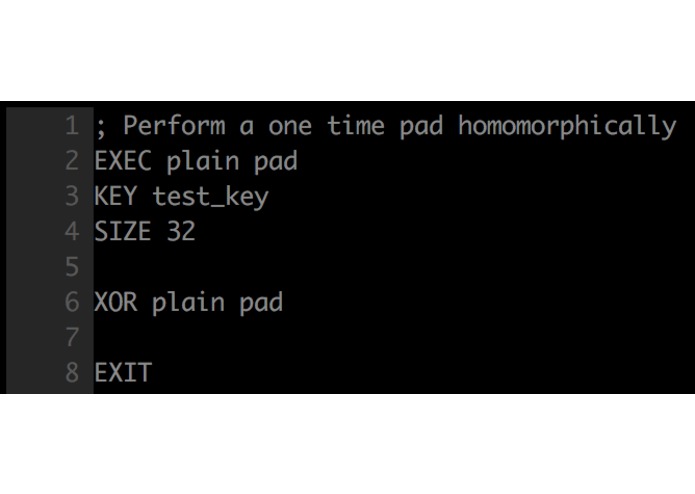 1 ; Perform a one time pad homomorphically
2 EXEC plain pad
3 KEY test_key
4 SIZE 32
5
6 XOR plain pad
7
8 EXIT